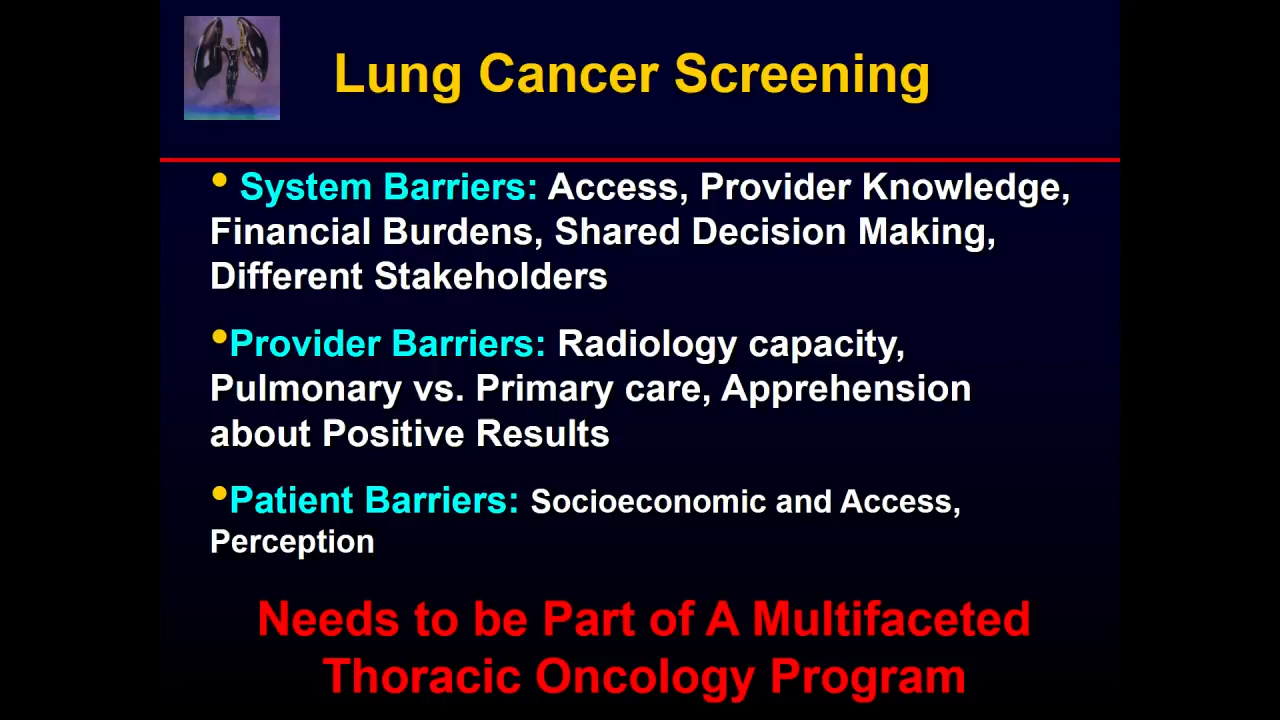 Lung Cancer Screening
• System Barriers: Access, Provider Knowledge,
Financial Burdens, Shared Decision Making,
Different Stakeholders
•Provider Barriers: Radiology capacity,
Pulmonary vs. Primary care, Apprehension
about Positive Results
•Patient Barriers: Socioeconomic and Access,
Perception
Needs to be Part of A Multifaceted
Thoracic Oncology Program